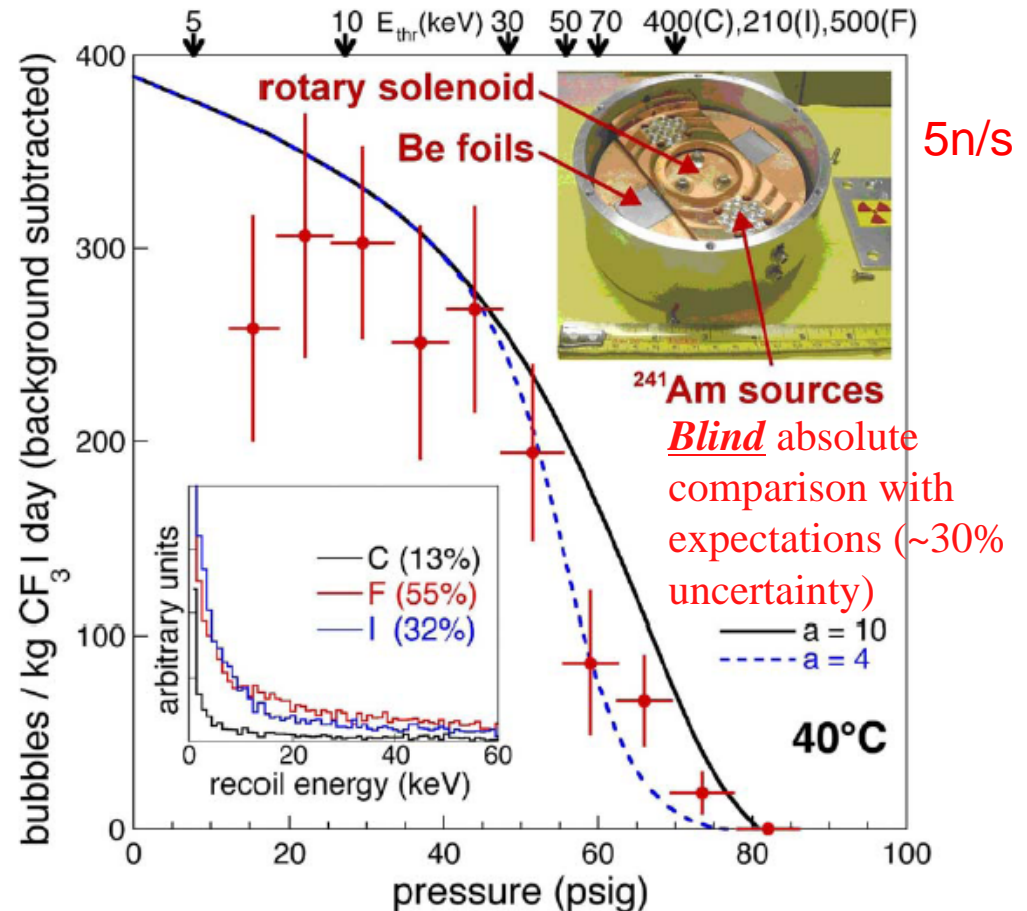 5 10 E_thr(keV) 30 50 70 400(C),210(I),500(F)
400
300
200
100
0
bubbles / kg CF_3 I day (background subtracted)
rotary solenoid
Be foils
5n/s
²⁴¹Am sources
Blind absolute
comparison with
expectations (~30%
uncertainty)
a = 10
a = 4
40°C
arbitrary units
C (13%)
F (55%)
I (32%)
0 20 40 60
recoil energy (keV)
0 20 40 60 80 100
pressure (psig)